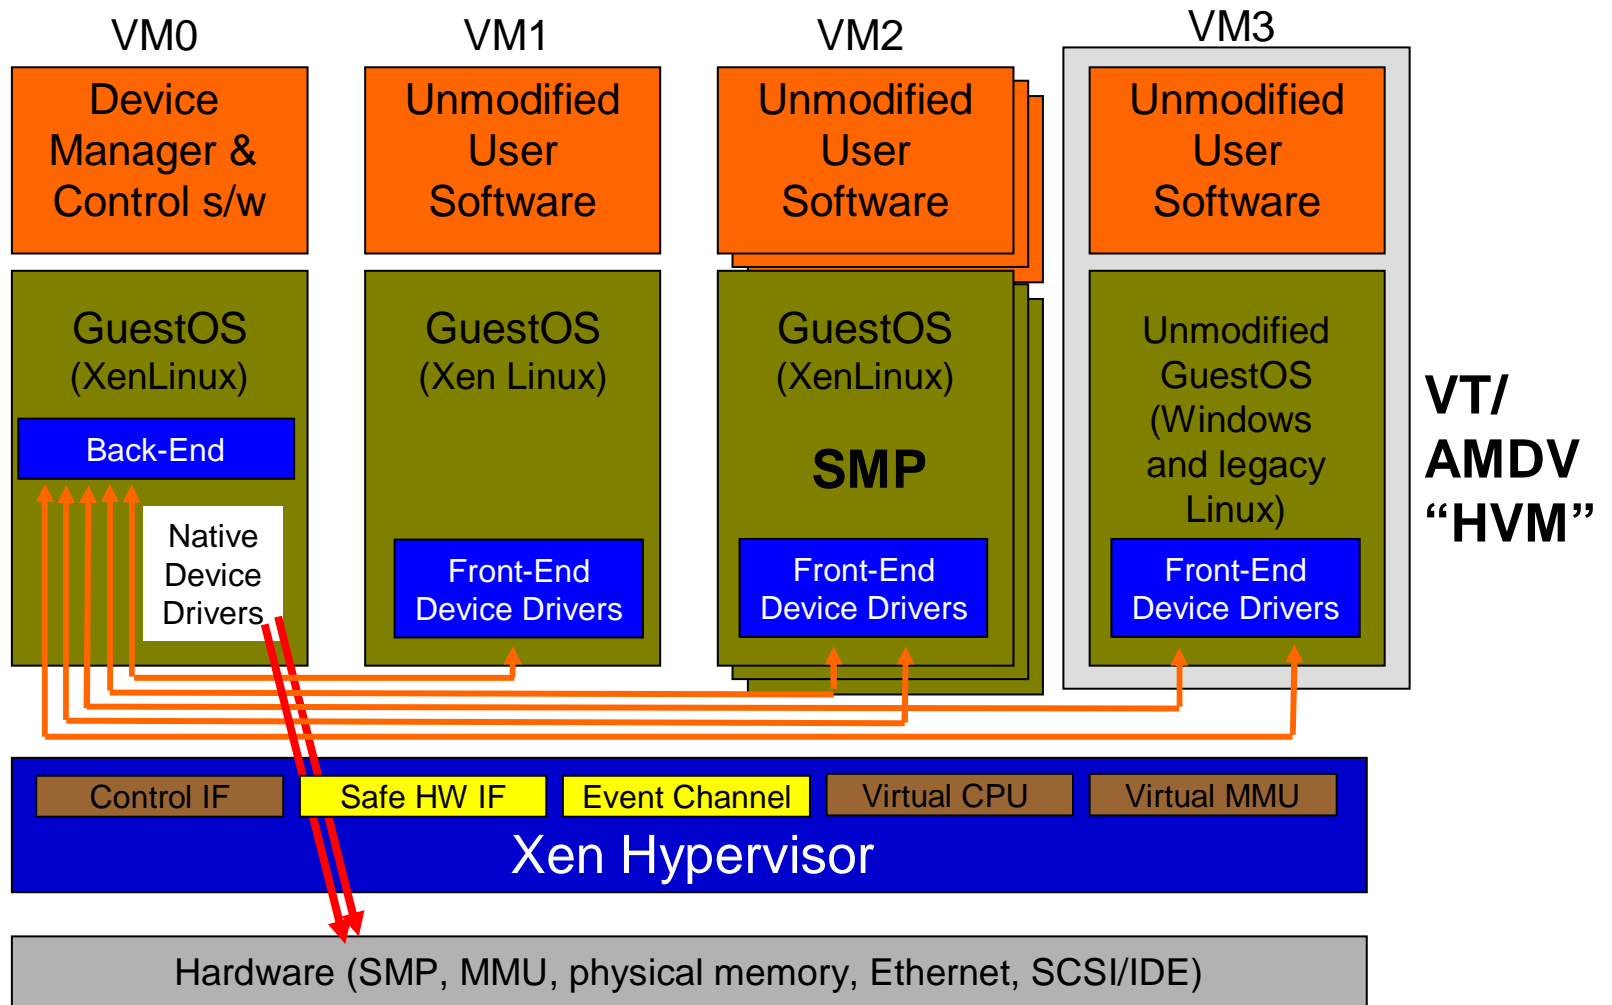 VM0
VM1
VM2
VM3
Device
Manager &
Control s/w
Unmodified
User
Software
Unmodified
User
Software
Unmodified
User
Software
GuestOS
(XenLinux)
Back-End
Native
Device
Drivers
GuestOS
(Xen Linux)
Front-End
Device Drivers
GuestOS
(XenLinux)
SMP
Front-End
Device Drivers
Unmodified
GuestOS
(Windows
and legacy
Linux)
Front-End
Device Drivers
VT/
AMDV
“HVM”
Control IF
Safe HW IF
Event Channel
Virtual CPU
Virtual MMU
Xen Hypervisor
Hardware (SMP, MMU, physical memory, Ethernet, SCSI/IDE)